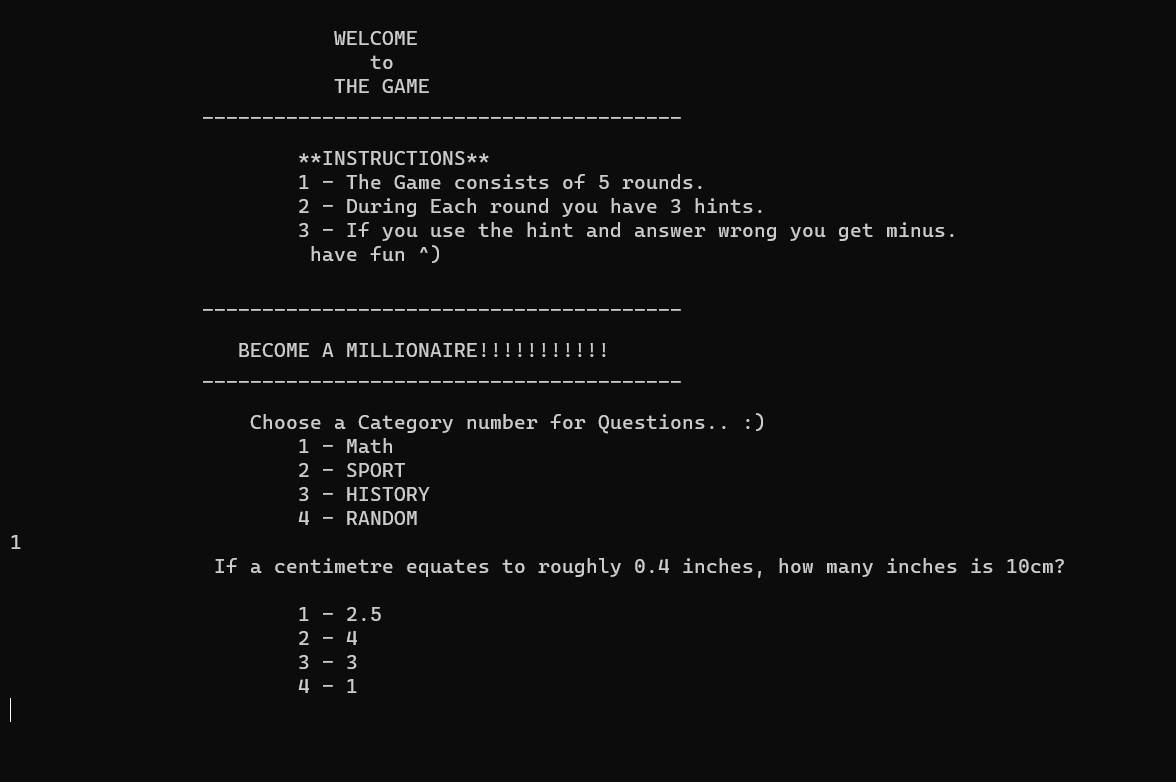 WELCOME
to
THE GAME
----------------------------------------
**INSTRUCTIONS**
1 - The Game consists of 5 rounds.
2 - During Each round you have 3 hints.
3 - If you use the hint and answer wrong you get minus.
have fun ^)
----------------------------------------
BECOME A MILLIONAIRE!!!!!!!!!!!
----------------------------------------
Choose a Category number for Questions.. :)
1 - Math
2 - SPORT
3 - HISTORY
4 - RANDOM
1
If a centimetre equates to roughly 0.4 inches, how many inches is 10cm?
1 - 2.5
2 - 4
3 - 3
4 - 1